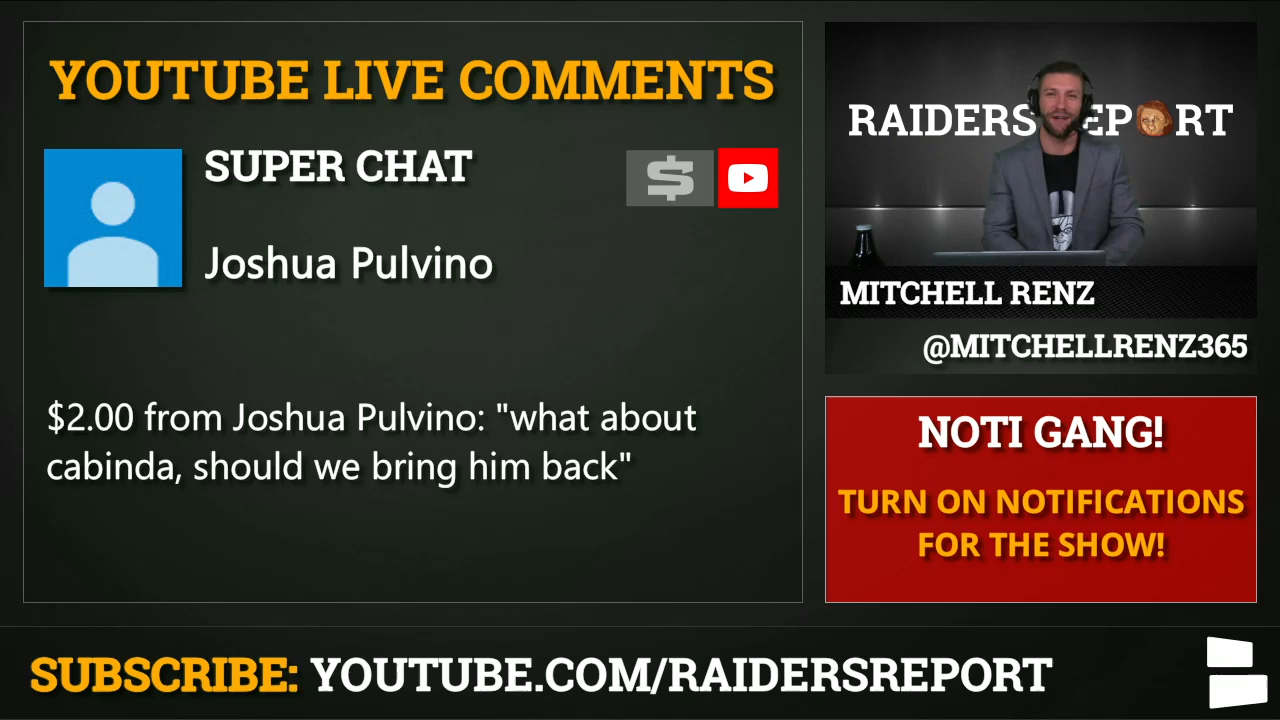 YOUTUBE LIVE COMMENTS
SUPER CHAT
$
Joshua Pulvino
$2.00 from Joshua Pulvino: "what about
cabinda, should we bring him back"
RAIDERS REPORT
MITCHELL RENZ
@MITCHELLRENZ365
NOTI GANG!
TURN ON NOTIFICATIONS
FOR THE SHOW!
SUBSCRIBE: YOUTUBE.COM/RAIDERSREPORT